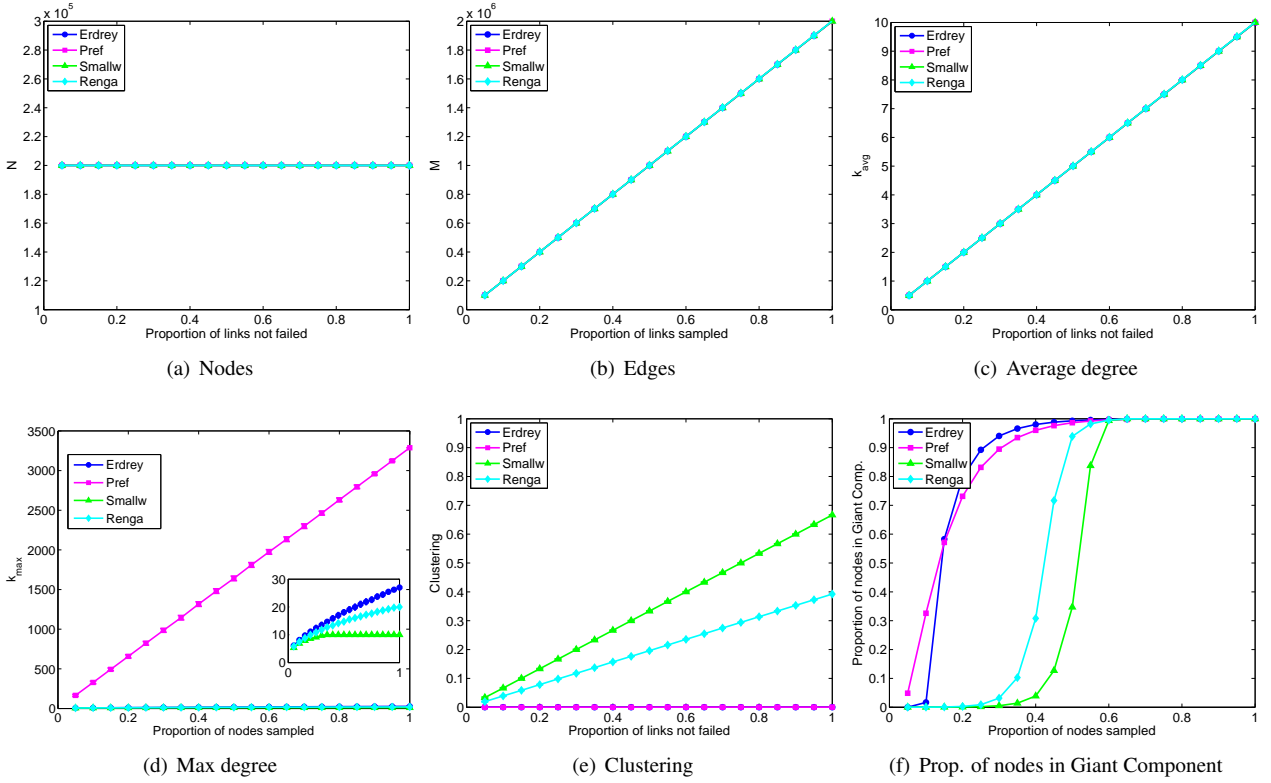 3 x 10^5
2.8
2.6
2.4
2.2
2
1.8
1.6
1.4
1.2
1
N
Erdrey
Pref
Smallw
Renga
0 0.2 0.4 0.6 0.8 1
Proportion of links not failed
(a) Nodes
2 x 10^6
1.8
1.6
1.4
1.2
1
0.8
0.6
0.4
0.2
0
M
Erdrey
Pref
Smallw
Renga
0 0.2 0.4 0.6 0.8 1
Proportion of links sampled
(b) Edges
10
9
8
7
6
5
4
3
2
1
0
k_avg
Erdrey
Pref
Smallw
Renga
0 0.2 0.4 0.6 0.8 1
Proportion of links not failed
(c) Average degree
3500
3000
2500
2000
1500
1000
500
0
k_max
Erdrey
Pref
Smallw
Renga
30
20
10
0
0 1
0 0.2 0.4 0.6 0.8 1
Proportion of nodes sampled
(d) Max degree
1
0.9
0.8
0.7
0.6
0.5
0.4
0.3
0.2
0.1
0
Clustering
Erdrey
Pref
Smallw
Renga
0 0.2 0.4 0.6 0.8 1
Proportion of links not failed
(e) Clustering
1
0.9
0.8
0.7
0.6
0.5
0.4
0.3
0.2
0.1
0
Proportion of nodes in Giant Comp.
Erdrey
Pref
Smallw
Renga
0 0.2 0.4 0.6 0.8 1
Proportion of nodes sampled
(f) Prop. of nodes in Giant Component